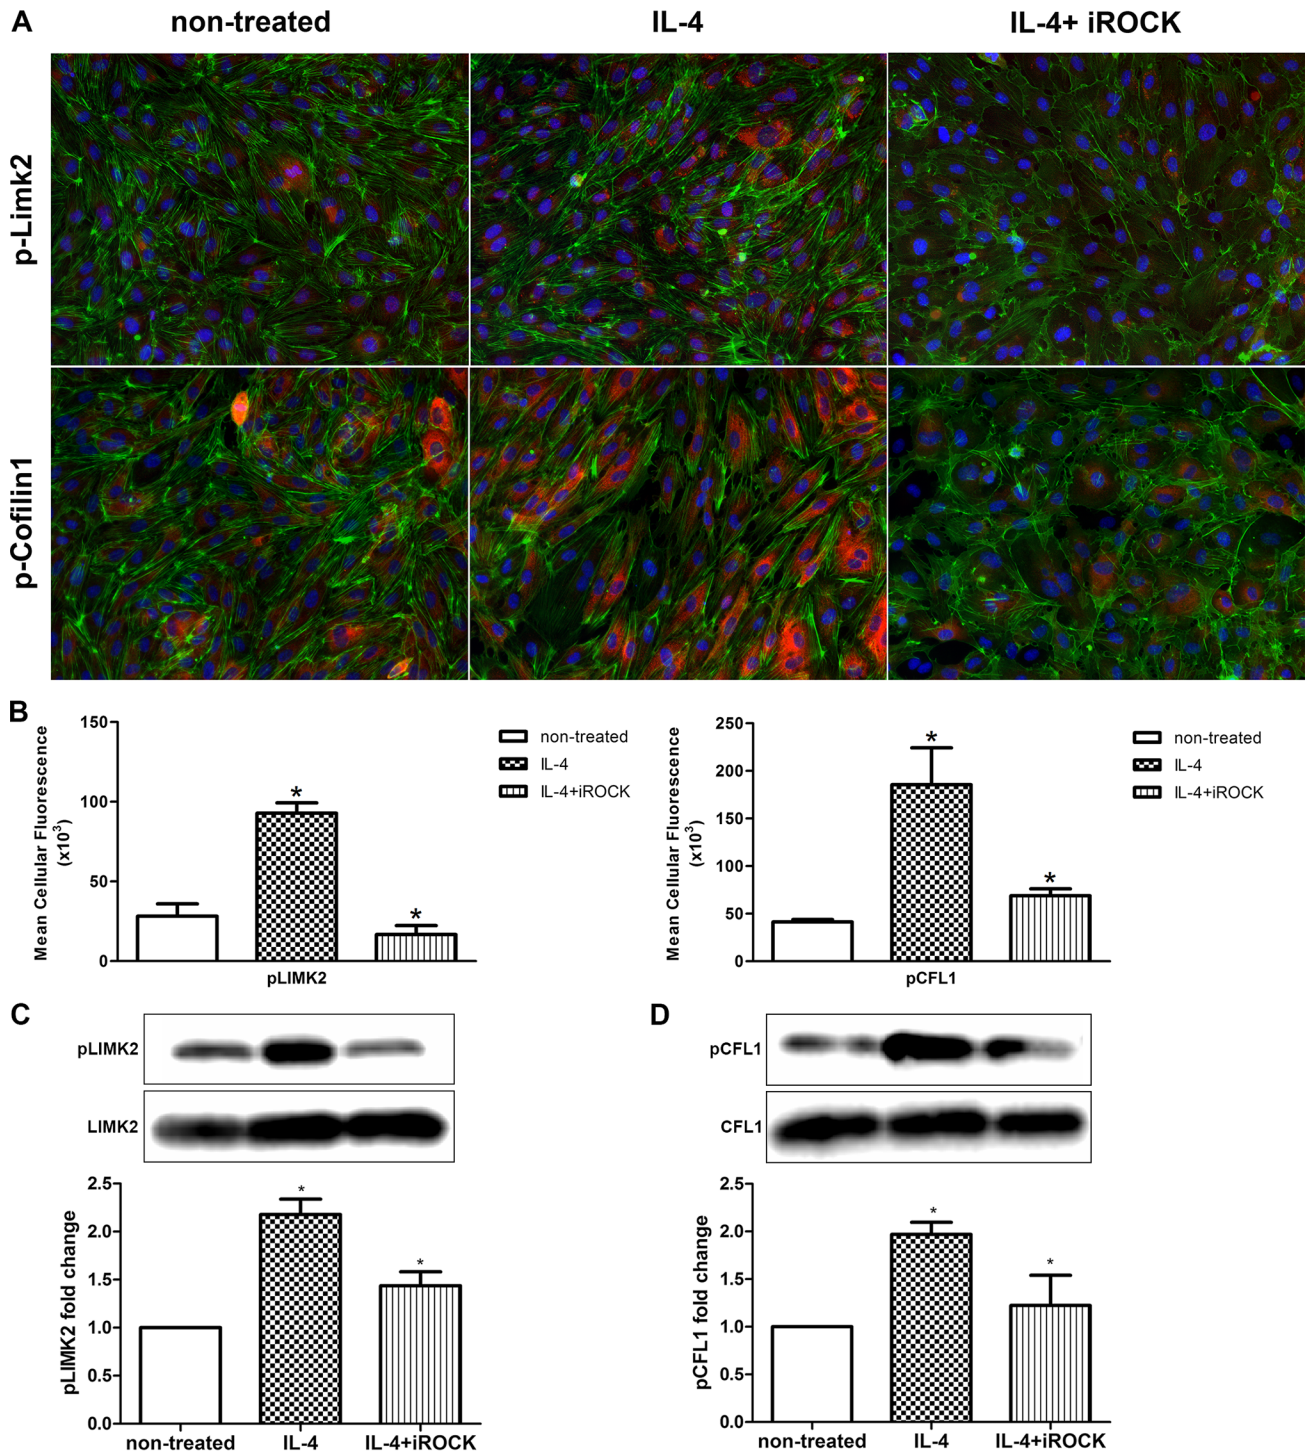 A
non-treated
IL-4
IL-4+ iROCK
p-Limk2
p-Cofilin1
B
Mean Cellular Fluorescence
(x10³)
150
100
50
0
*
*
pLIMK2
non-treated
IL-4
IL-4+iROCK
Mean Cellular Fluorescence
(x10³)
250
200
150
100
50
0
*
*
pCFL1
non-treated
IL-4
IL-4+iROCK
C
pLIMK2
LIMK2
pLIMK2 fold change
2.5
2.0
1.5
1.0
0.5
0.0
*
*
non-treated
IL-4
IL-4+iROCK
D
pCFL1
CFL1
pCFL1 fold change
2.5
2.0
1.5
1.0
0.5
0.0
*
*
non-treated
IL-4
IL-4+iROCK